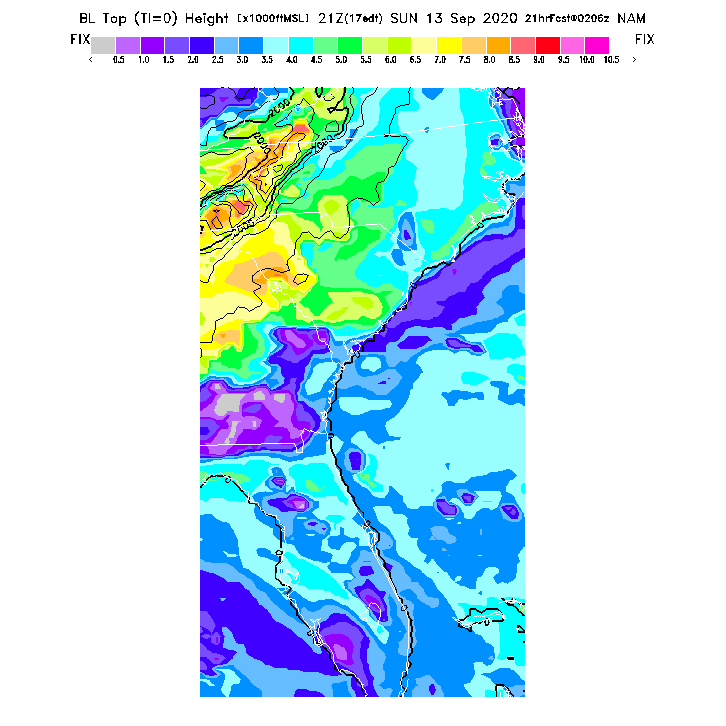 BL Top (TI=0) Height [x1000ftMSL] 21Z(17edt) SUN 13 Sep 2020 21hrFcst@0206z NAM
FIX FIX
< 0.5 1.0 1.5 2.0 2.5 3.0 3.5 4.0 4.5 5.0 5.5 6.0 6.5 7.0 7.5 8.0 8.5 9.0 9.5 10.0 10.5 >
2000
2000
2000